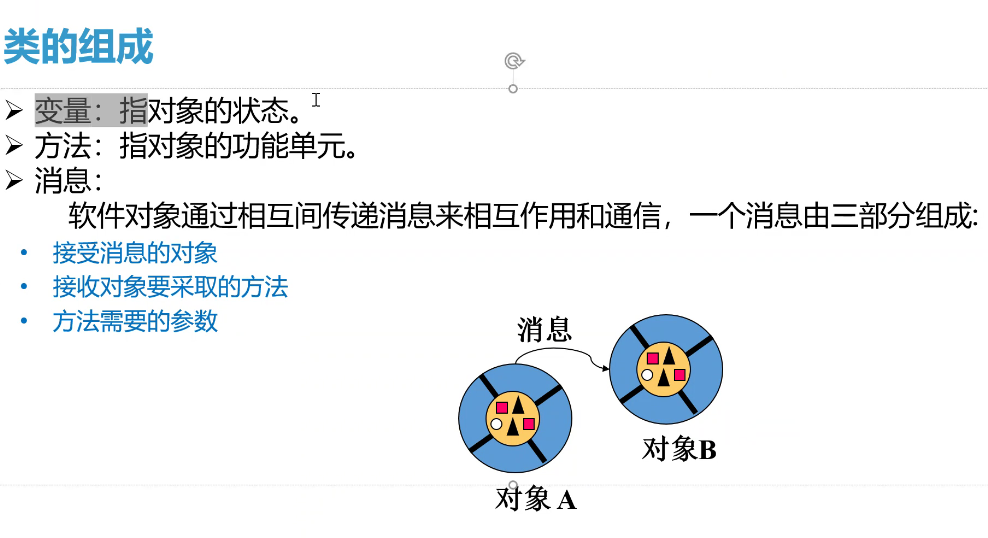 类的组成
变量：指对象的状态。
方法：指对象的功能单元。
消息：
软件对象通过相互间传递消息来相互作用和通信，一个消息由三部分组成:
接受消息的对象
接收对象要采取的方法
方法需要的参数
消息
对象B
对象 A